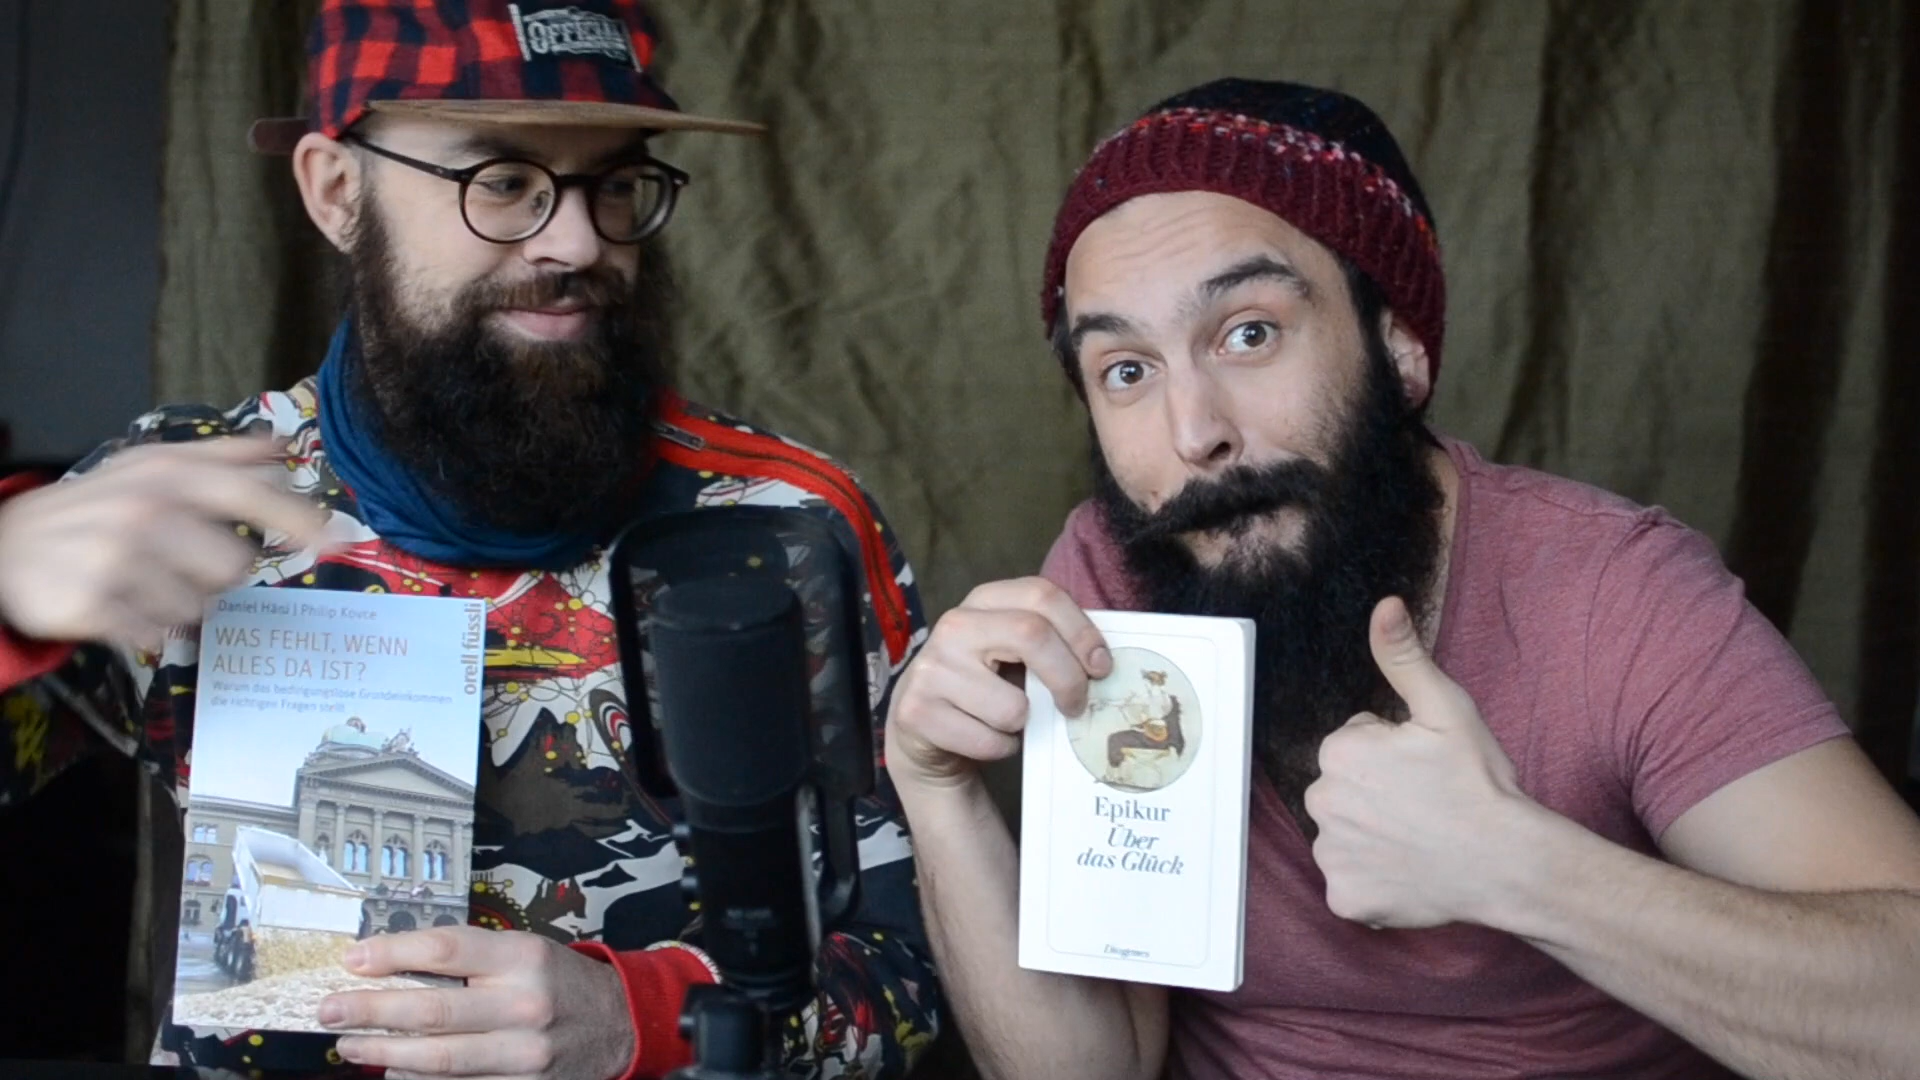 OFFICIAL
Daniel Häni | Philip Kovce
orell füssli
WAS FEHLT, WENN
ALLES DA IST?
Warum das bedingungslose Grundeinkommen
die richtigen Fragen stellt
Epikur
Über
das Glück
Diogenes